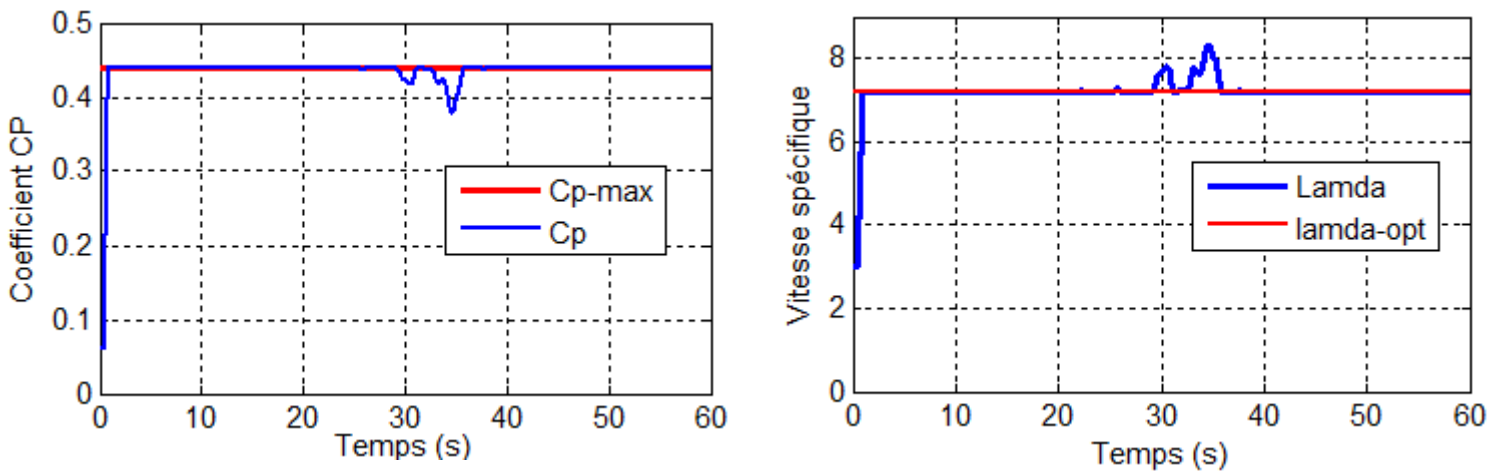 Coefficient CP
0.5
0.4
0.3
0.2
0.1
0
0 10 20 30 40 50 60
Temps (s)
Cp-max
Cp
Vitesse spécifique
8
6
4
2
0
0 10 20 30 40 50 60
Temps (s)
Lamda
lamda-opt